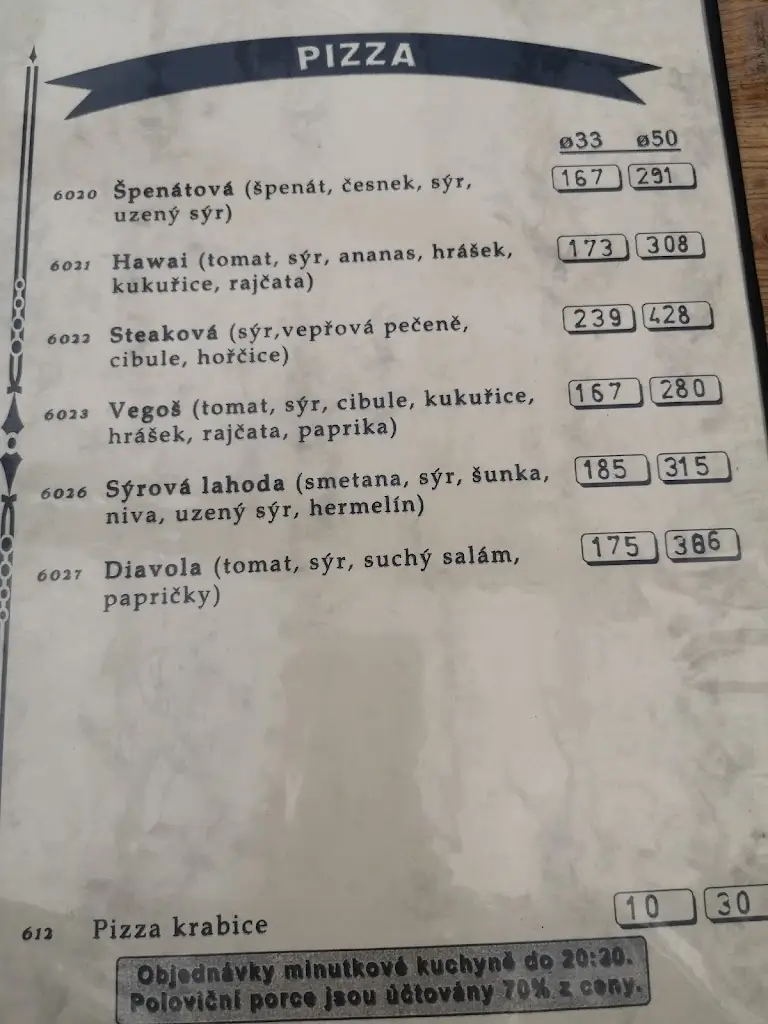 PIZZA
ø33 ø50
6020 Špenátová (špenát, česnek, sýr, 167 291
uzený sýr)
6021 Hawai (tomat, sýr, ananas, hrášek, 173 308
kukuřice, rajčata)
6022 Steaková (sýr,vepřová pečeně, 239 428
cibule, hořčice)
6023 Vegoš (tomat, sýr, cibule, kukuřice, 167 280
hrášek, rajčata, paprika)
6026 Sýrová lahoda (smetana, sýr, šunka, 185 315
niva, uzený sýr, hermelín)
6027 Diavola (tomat, sýr, suchý salám, 175
papričky)
612 Pizza krabice 10 30
Objednávky minutkové kuchyně do 20:20.
Poloviční porce jsou účtovány 70% z ceny.